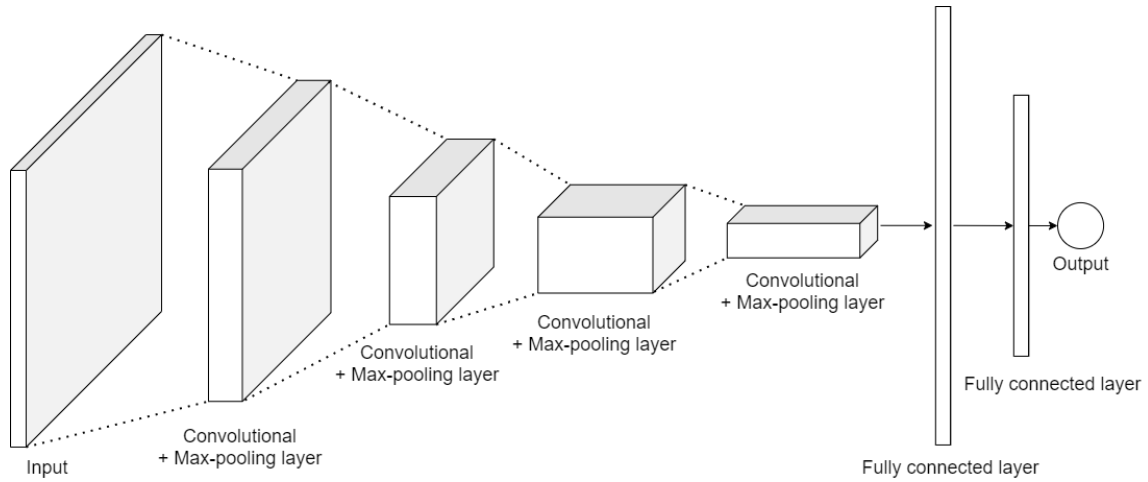 Input
Convolutional
+ Max-pooling layer
Convolutional
+ Max-pooling layer
Convolutional
+ Max-pooling layer
Convolutional
+ Max-pooling layer
Fully connected layer
Fully connected layer
Output